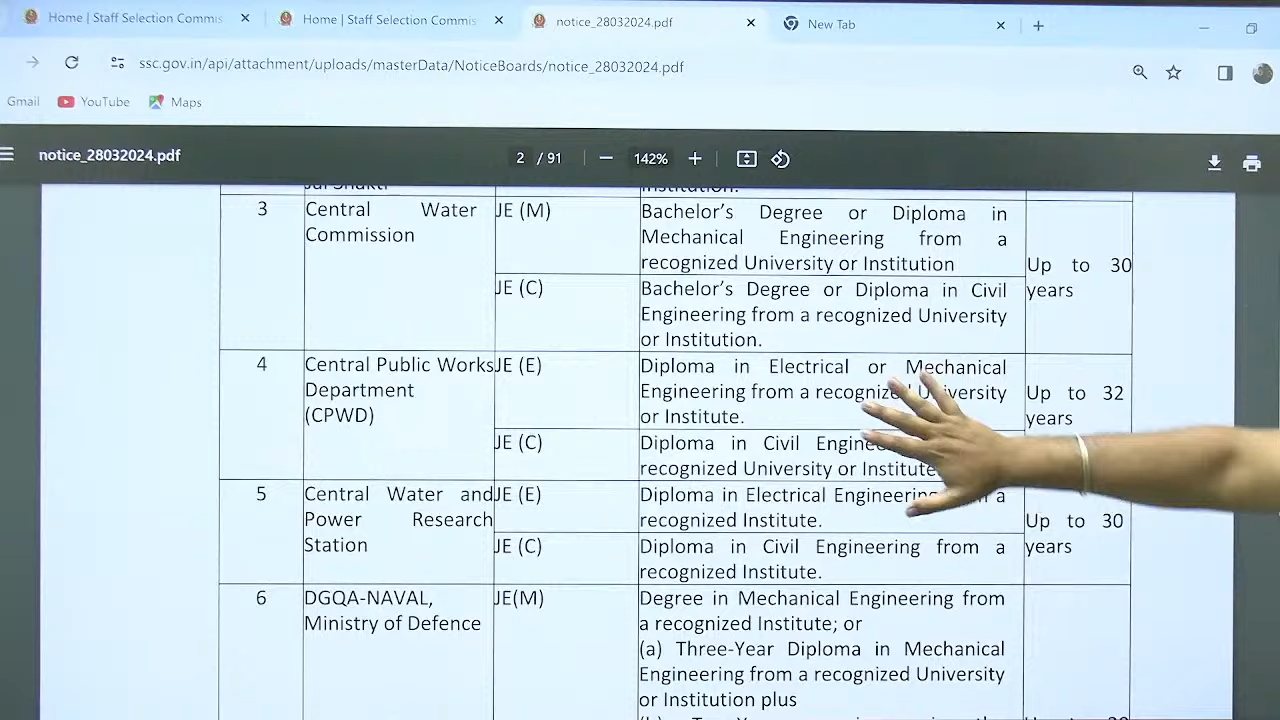 Home | Staff Selection Commis
Home | Staff Selection Commis
notice_28032024.pdf
New Tab
ssc.gov.in/api/attachment/uploads/masterData/NoticeBoards/notice_28032024.pdf
Gmail
YouTube
Maps
notice_28032024.pdf
2 / 91
142%
3
Central Water
Commission
JE (M)
Bachelor’s Degree or Diploma in
Mechanical Engineering from a
recognized University or Institution
JE (C)
Bachelor’s Degree or Diploma in Civil
Engineering from a recognized University
or Institution.
Up to 30
years
4
Central Public Works
Department
(CPWD)
JE (E)
Diploma in Electrical or Mechanical
Engineering from a recognized University
or Institute.
JE (C)
Diploma in Civil
recognized University or Institute
Up to 32
years
5
Central Water and
Power Research
Station
JE (E)
Diploma in Electrical Engineering a
recognized Institute.
JE (C)
Diploma in Civil Engineering from a
recognized Institute.
Up to 30
years
6
DGQA-NAVAL,
Ministry of Defence
JE(M)
Degree in Mechanical Engineering from
a recognized Institute; or
(a) Three-Year Diploma in Mechanical
Engineering from a recognized University
or Institution plus